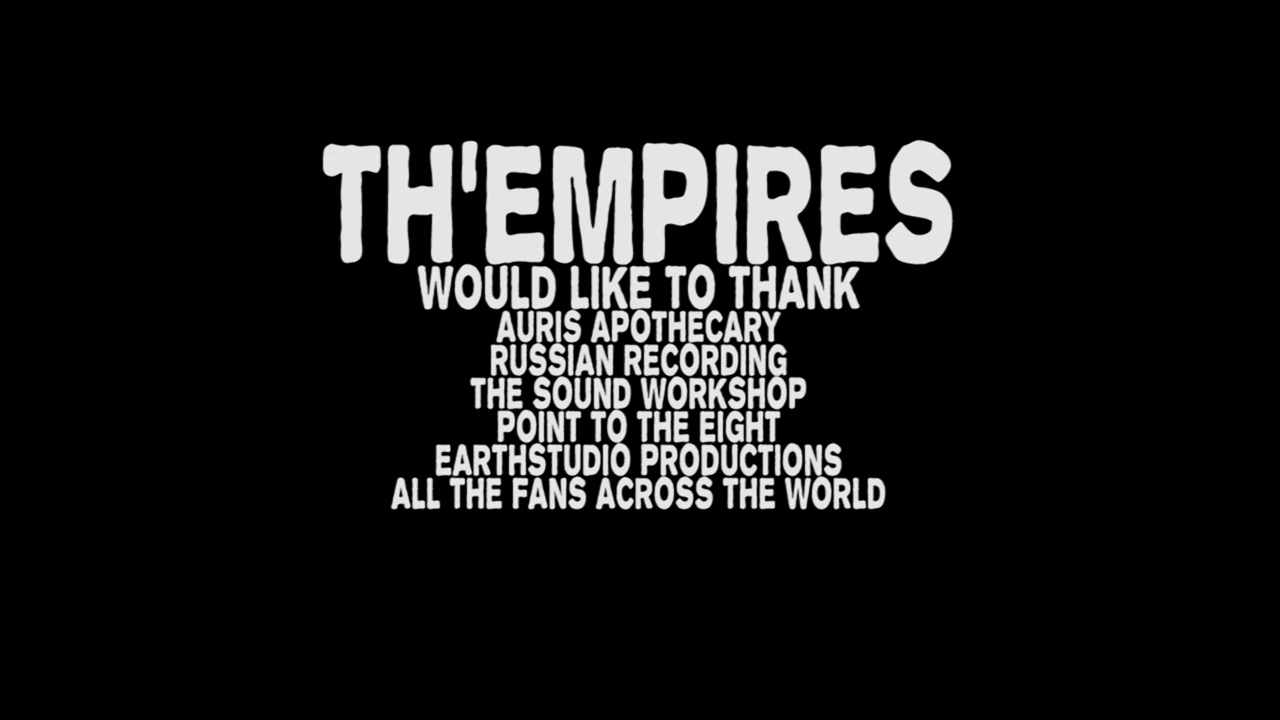 TH'EMPIRES
WOULD LIKE TO THANK
AURIS APOTHECARY
RUSSIAN RECORDING
THE SOUND WORKSHOP
POINT TO THE EIGHT
EARTHSTUDIO PRODUCTIONS
ALL THE FANS ACROSS THE WORLD